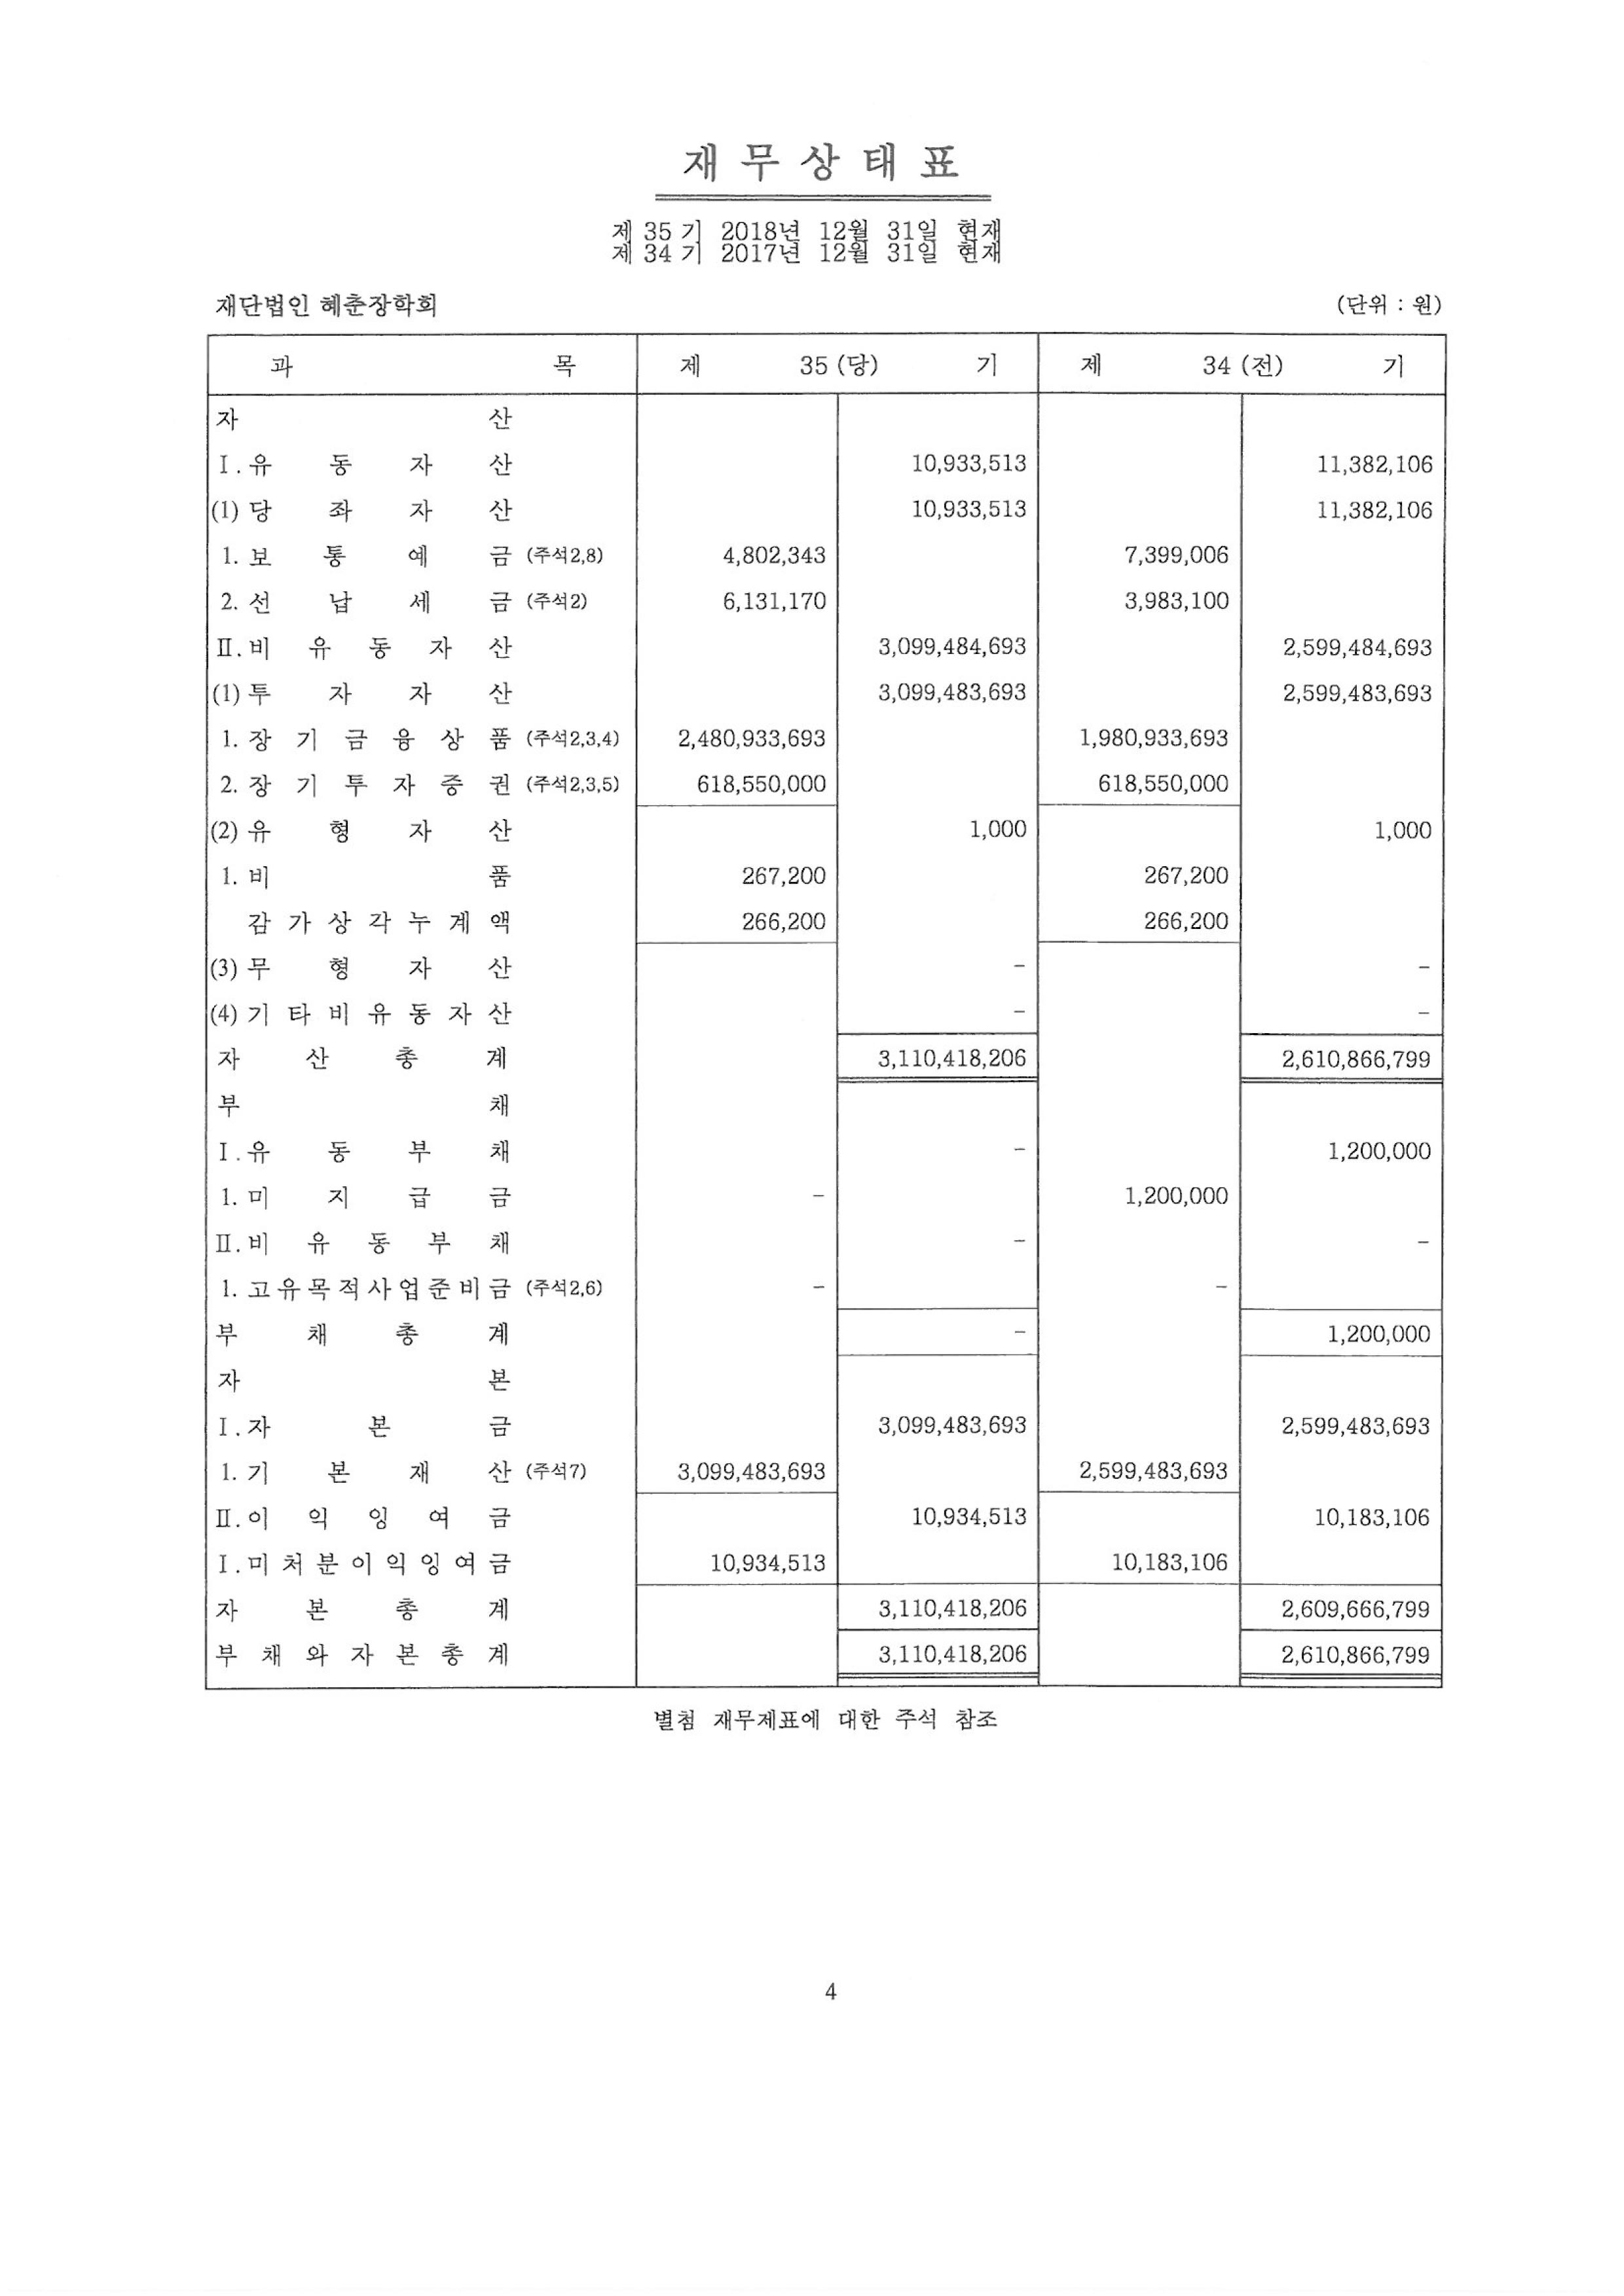 재 무 상 태 표
제 35 기 2018년 12월 31일 현재
제 34 기 2017년 12월 31일 현재
재단법인 혜춘장학회 (단위 : 원)
과 목 제 35 (당) 기 제 34 (전) 기
자 산
Ⅰ. 유 동 자 산 10,933,513 11,382,106
(1) 당 좌 자 산 10,933,513 11,382,106
1. 보 통 예 금 (주석2,8) 4,802,343 7,399,006
2. 선 납 세 금 (주석2) 6,131,170 3,983,100
Ⅱ. 비 유 동 자 산 3,099,484,693 2,599,484,693
(1) 투 자 자 산 3,099,483,693 2,599,483,693
1. 장 기 금 융 상 품 (주석2,3,4) 2,480,933,693 1,980,933,693
2. 장 기 투 자 증 권 (주석2,3,5) 618,550,000 618,550,000
(2) 유 형 자 산 1,000 1,000
1. 비 품 267,200 267,200
감 가 상 각 누 계 액 266,200 266,200
(3) 무 형 자 산 - -
(4) 기 타 비 유 동 자 산 - -
자 산 총 계 3,110,418,206 2,610,866,799
부 채
Ⅰ. 유 동 부 채 - 1,200,000
1. 미 지 급 금 - 1,200,000
Ⅱ. 비 유 동 부 채 - -
1. 고유목적사업준비금 (주석2,6) - -
부 채 총 계 - 1,200,000
자 본
Ⅰ. 자 본 금 3,099,483,693 2,599,483,693
1. 기 본 재 산 (주석7) 3,099,483,693 2,599,483,693
Ⅱ. 이 익 잉 여 금 10,934,513 10,183,106
Ⅰ. 미 처 분 이 익 잉 여 금 10,934,513 10,183,106
자 본 총 계 3,110,418,206 2,609,666,799
부 채 와 자 본 총 계 3,110,418,206 2,610,866,799
별첨 재무제표에 대한 주석 참조
4